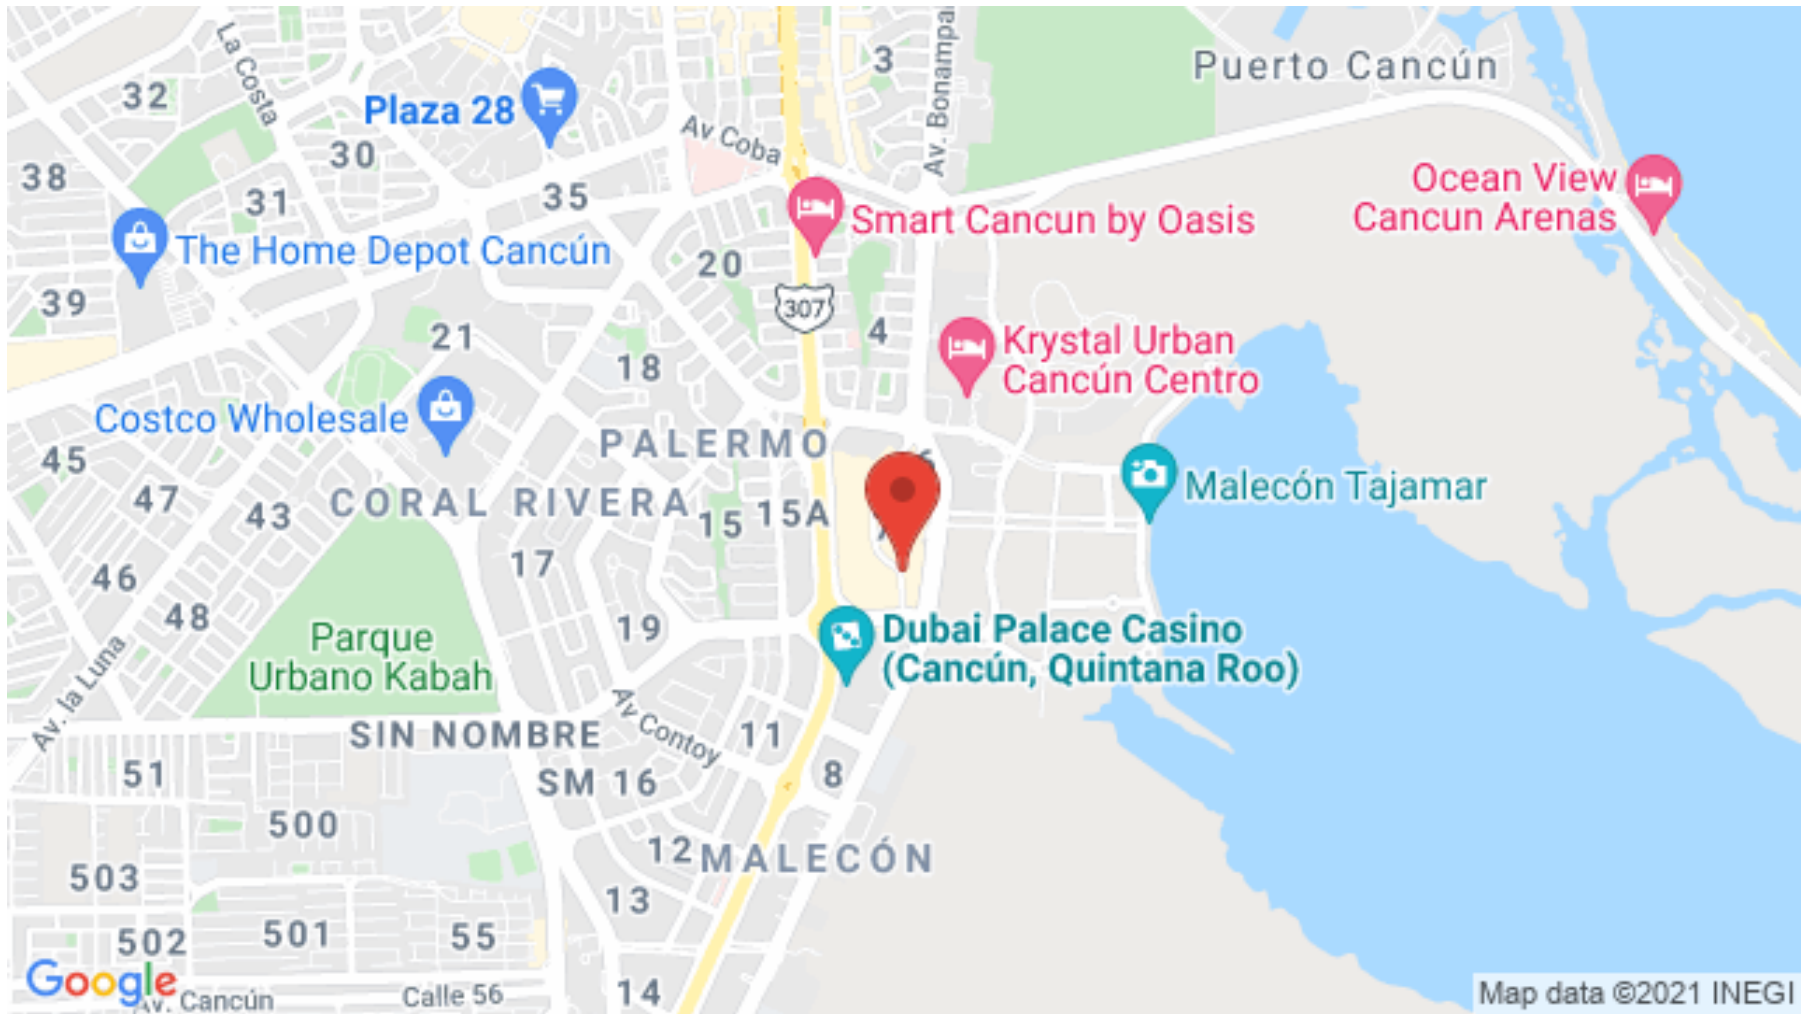 La Costa
32
Plaza 28
3
Av. Bonampa
Puerto Cancún
Av Coba
30
38
31
35
Ocean View
Cancun Arenas
Smart Cancun by Oasis
The Home Depot Cancún
20
39
307
21
4
18
Krystal Urban
Cancún Centro
Costco Wholesale
PALERMO
6
45
47
43
CORAL RIVERA
15
15A
7
Malecón Tajamar
46
17
48
19
Parque
Urbano Kabah
Dubai Palace Casino
(Cancún, Quintana Roo)
Av. la Luna
SIN NOMBRE
Av Contoy
11
51
SM 16
8
500
12
MALECÓN
503
13
502
501
55
Google
Av. Cancún
Calle 56
14
Map data ©2021 INEGI